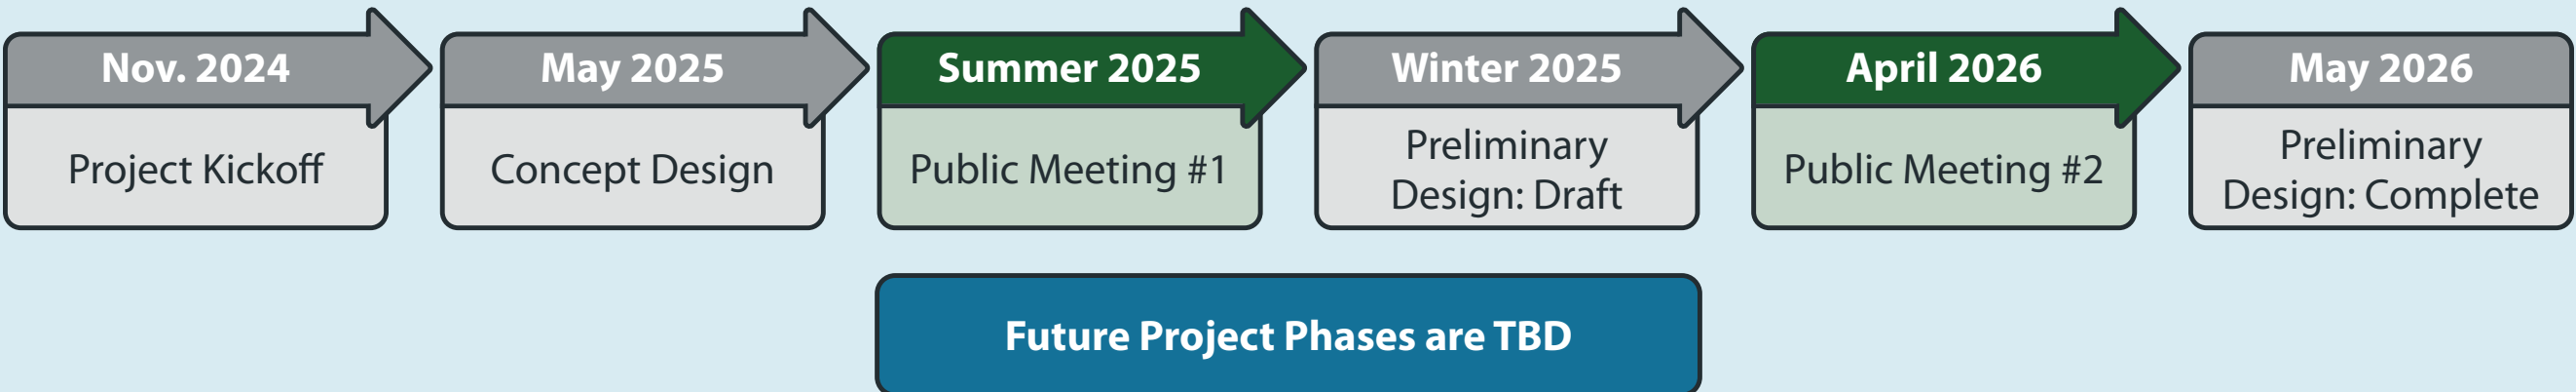 Nov. 2024
Project Kickoff
May 2025
Concept Design
Summer 2025
Public Meeting #1
Winter 2025
Preliminary
Design: Draft
April 2026
Public Meeting #2
May 2026
Preliminary
Design: Complete
Future Project Phases are TBD